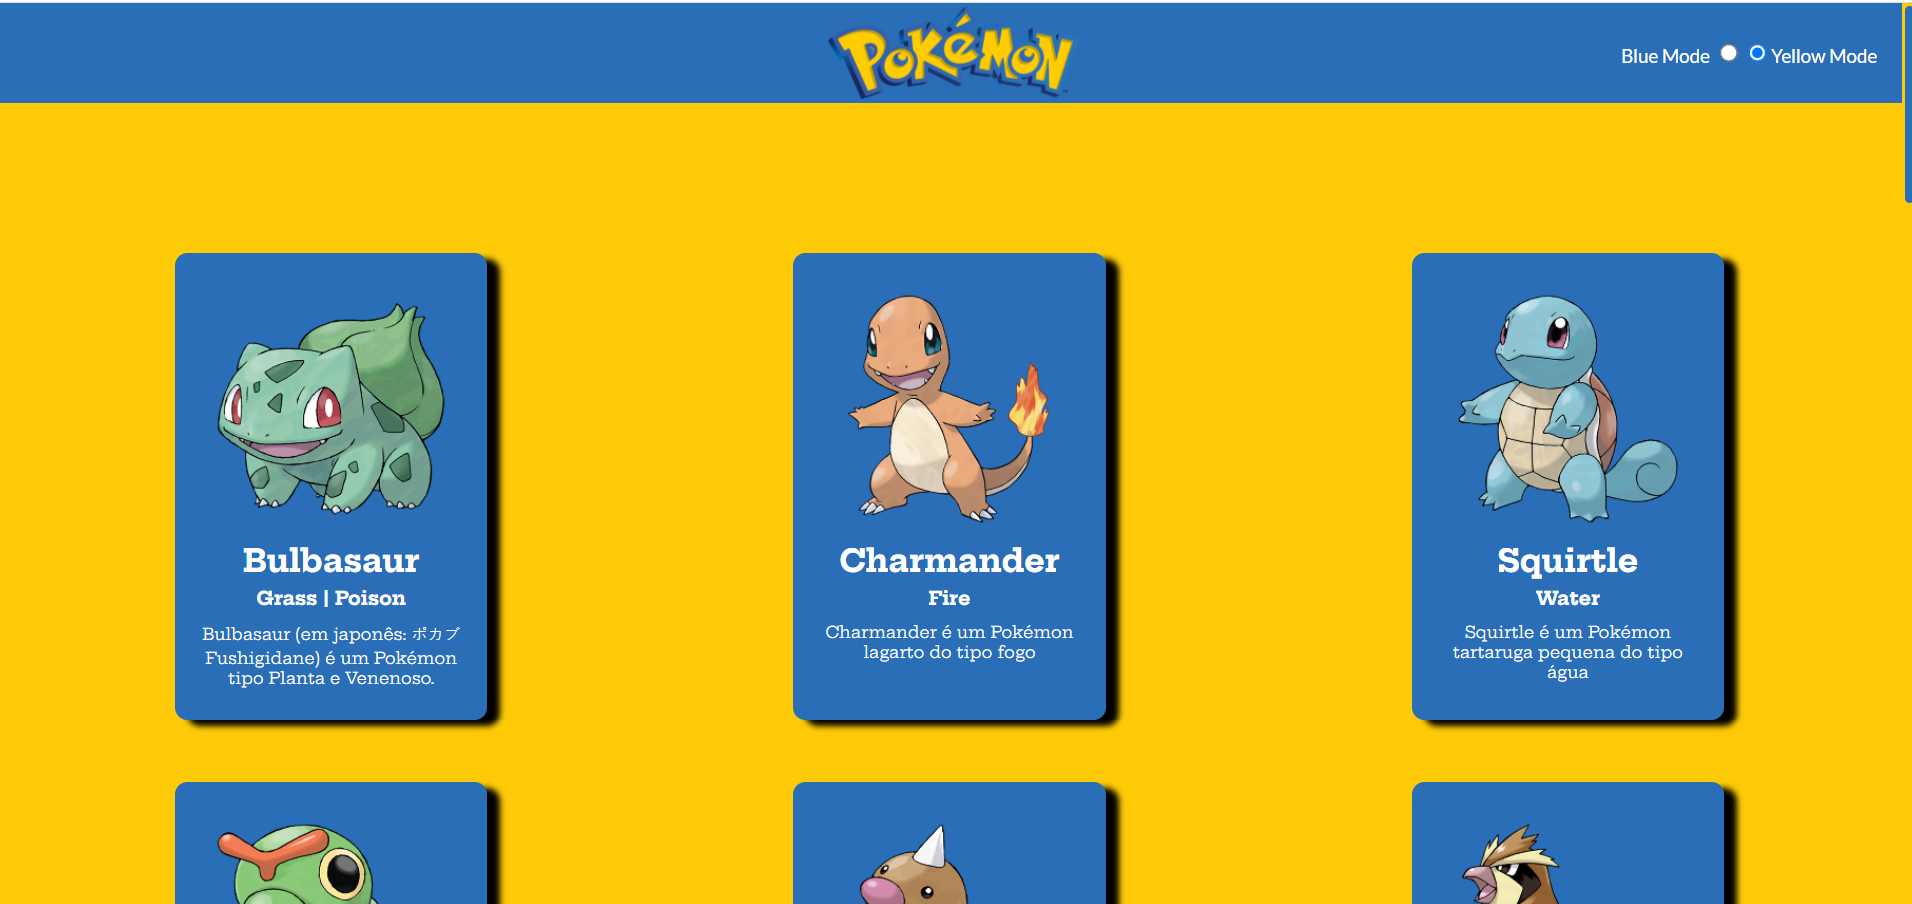 POKéMON
Blue Mode Yellow Mode
Bulbasaur
Grass | Poison
Bulbasaur (em japonês: ポカブ
Fushigidane) é um Pokémon
tipo Planta e Venenoso.
Charmander
Fire
Charmander é um Pokémon
lagarto do tipo fogo
Squirtle
Water
Squirtle é um Pokémon
tartaruga pequena do tipo
água